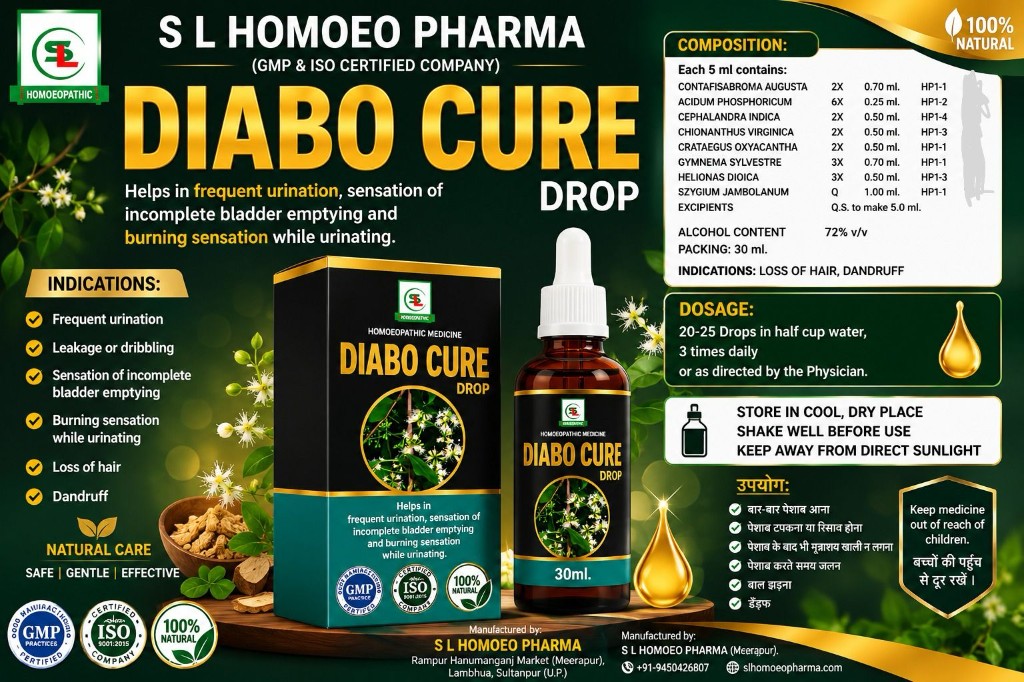 SL
HOMOEOPATHIC
S L HOMOEO PHARMA
(GMP & ISO CERTIFIED COMPANY)
DIABO CURE
DROP
Helps in frequent urination, sensation of
incomplete bladder emptying and
burning sensation while urinating.
100%
NATURAL
COMPOSITION:
Each 5 ml contains:
CONTAFISABROMA AUGUSTA 2X 0.70 ml. HP1-1
ACIDUM PHOSPHORICUM 6X 0.25 ml. HP1-2
CEPHALANDRA INDICA 2X 0.50 ml. HP1-4
CHIONANTHUS VIRGINICA 2X 0.50 ml. HP1-3
CRATAEGUS OXYACANTHA 2X 0.50 ml. HP1-1
GYMNEMA SYLVESTRE 3X 0.70 ml. HP1-1
HELIONAS DIOICA 3X 0.50 ml. HP1-3
SZYGIUM JAMBOLANUM Q 1.00 ml. HP1-1
EXCIPIENTS Q.S. to make 5.0 ml.
ALCOHOL CONTENT 72% v/v
PACKING: 30 ml.
INDICATIONS: LOSS OF HAIR, DANDRUFF
DOSAGE:
20-25 Drops in half cup water,
3 times daily
or as directed by the Physician.
STORE IN COOL, DRY PLACE
SHAKE WELL BEFORE USE
KEEP AWAY FROM DIRECT SUNLIGHT
INDICATIONS:
Frequent urination
Leakage or dribbling
Sensation of incomplete
bladder emptying
Burning sensation
while urinating
Loss of hair
Dandruff
NATURAL CARE
SAFE | GENTLE | EFFECTIVE
GMP
PRACTICES
CERTIFIED
CERTIFIED
ISO
9001:2015
COMPANY
100%
NATURAL
SL
HOMOEOPATHIC
HOMOEOPATHIC MEDICINE
DIABO CURE
DROP
Helps in
frequent urination, sensation of
incomplete bladder emptying
and burning sensation
while urinating.
GMP
PRACTICE
CERTIFIED
ISO
9001:2015
COMPANY
100%
NATURAL
SL
HOMOEOPATHIC MEDICINE
DIABO CURE
DROP
30ml.
उपयोग:
बार-बार पेशाब आना
पेशाब टपकना या रिसाव होना
पेशाब के बाद भी मूत्राशय खाली न लगना
पेशाब करते समय जलन
बाल झड़ना
Keep medicine
out of reach of
children.
बच्चों की पहुँच
से दूर रखें ।
Manufactured by:
S L HOMOEO PHARMA
Rampur Hanumanganj Market (Meerapur),
Lambhua, Sultanpur (U.P.)
Manufactured by:
S L HOMOEO PHARMA (Meerapur).
+91-9450426807 slhomoeopharma.com